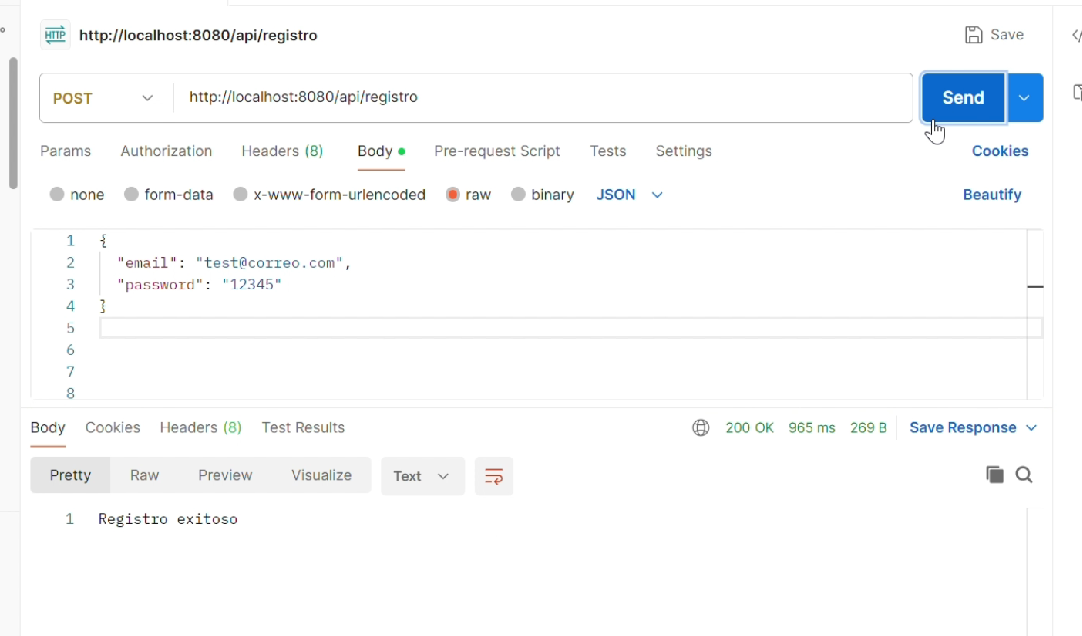 HTTP http://localhost:8080/api/registro Save
POST http://localhost:8080/api/registro Send
Params Authorization Headers (8) Body Pre-request Script Tests Settings Cookies
none form-data x-www-form-urlencoded raw binary JSON Beautify
1 {
2 "email": "test@correo.com",
3 "password": "12345"
4 }
5
6
7
8
Body Cookies Headers (8) Test Results 200 OK 965 ms 269 B Save Response
Pretty Raw Preview Visualize Text
1 Registro exitoso